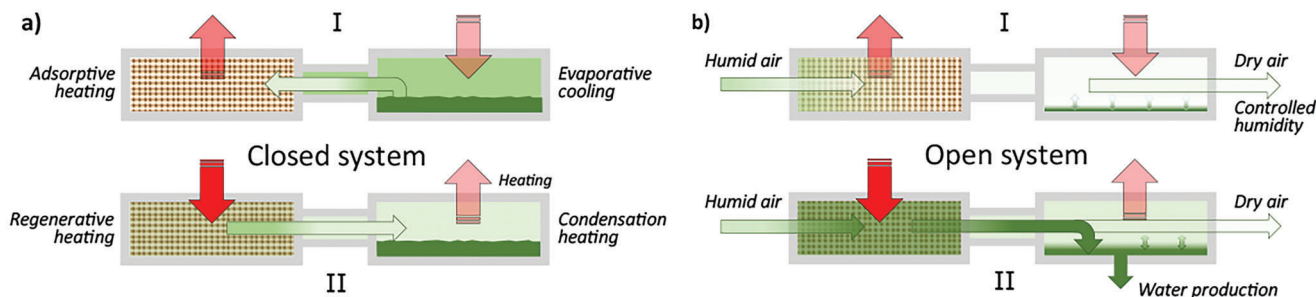 a)
I
Adsorptive
heating
Evaporative
cooling
Closed system
Heating
Regenerative
heating
Condensation
heating
II
b)
I
Humid air
Dry air
Controlled
humidity
Open system
Humid air
Dry air
II
Water production